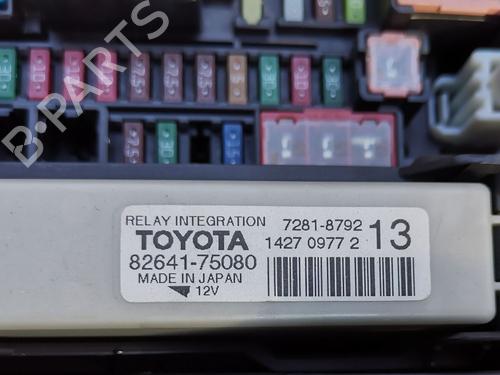 B-PARTS
RELAY INTEGRATION 7281-8792
TOYOTA 1427 0977 2 13
82641-75080
MADE IN JAPAN
12V